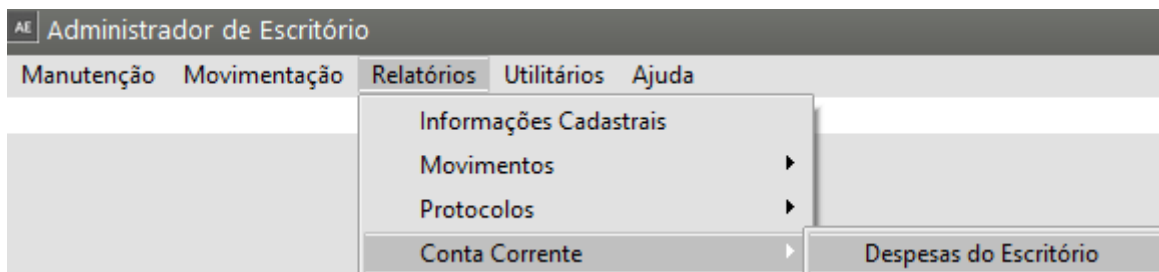 AE Administrador de Escritório
Manutenção Movimentação Relatórios Utilitários Ajuda
Informações Cadastrais
Movimentos
Protocolos
Conta Corrente Despesas do Escritório